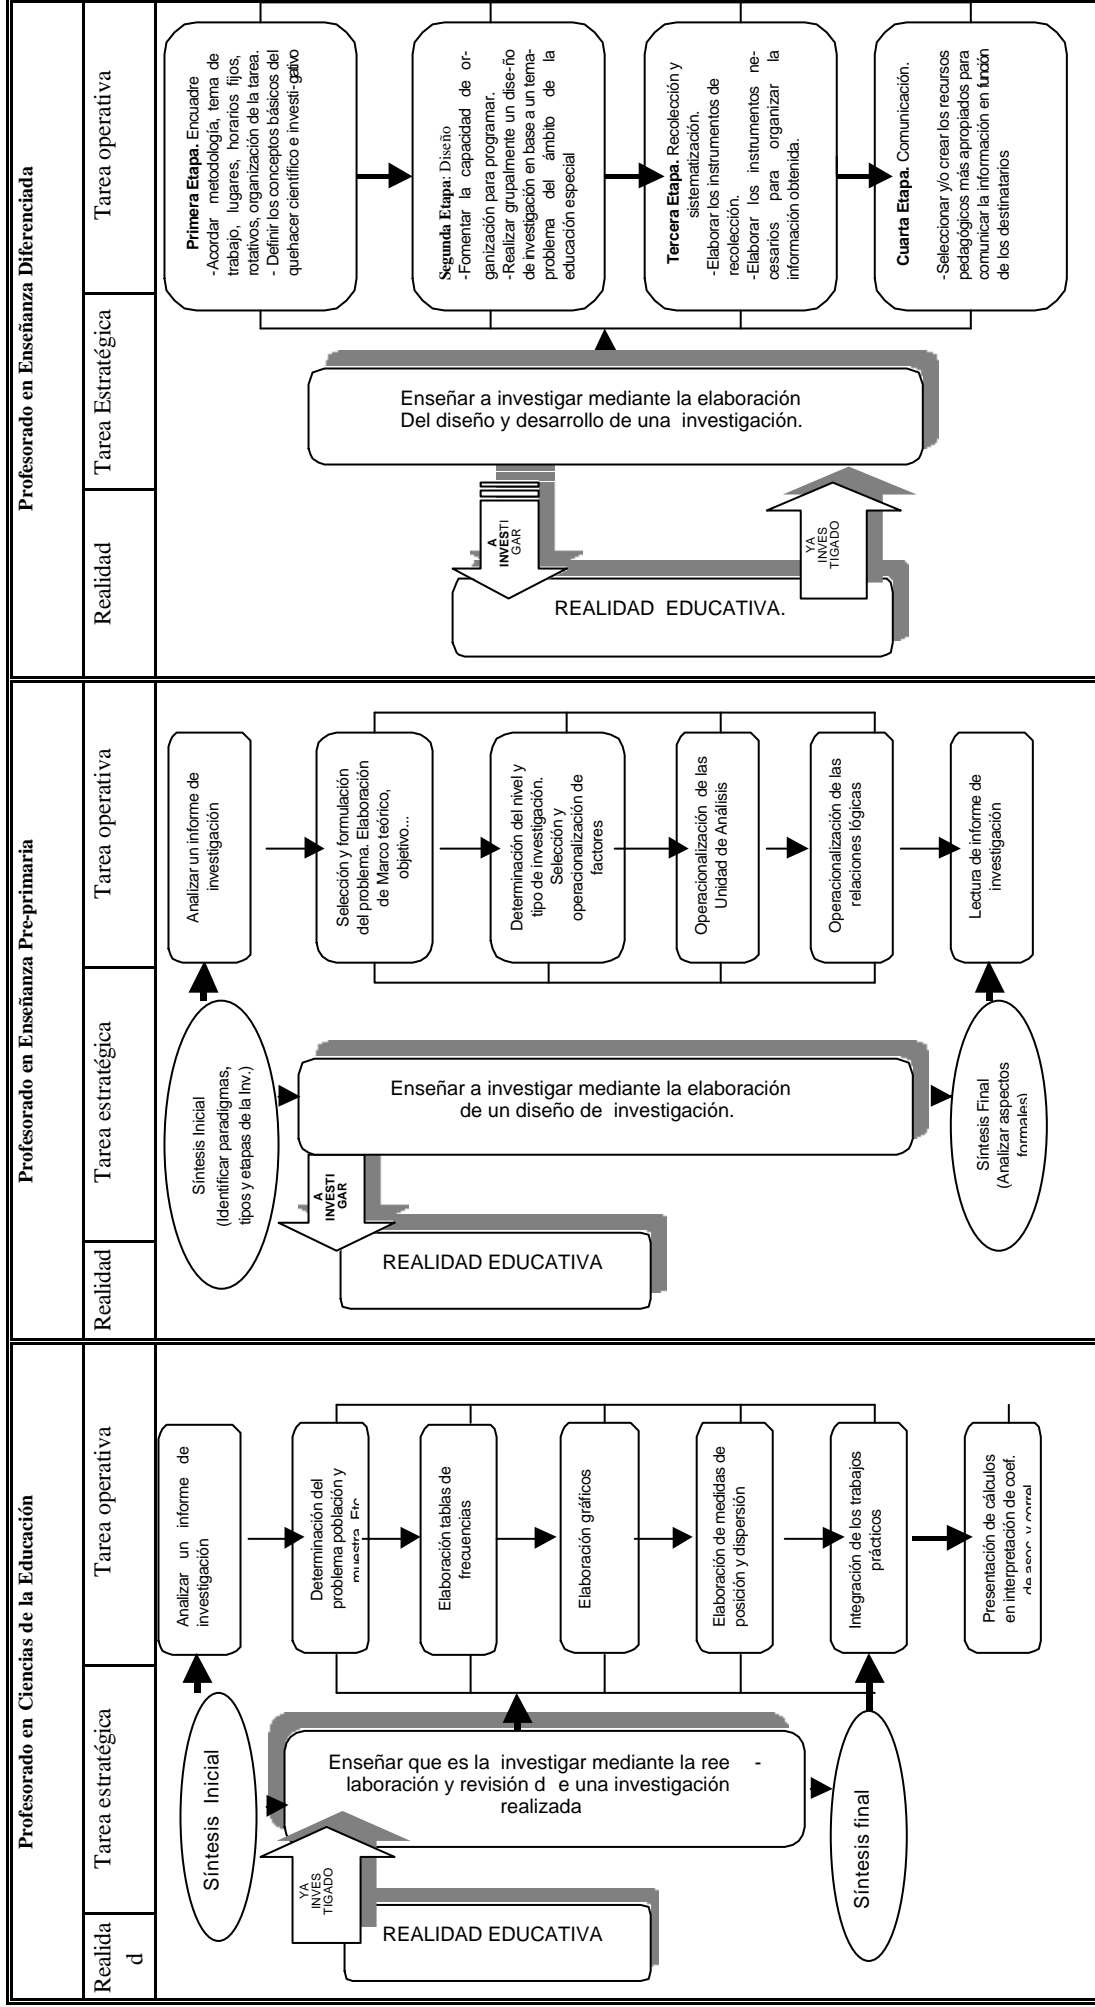 Profesorado en Ciencias de la Educación
Realida
d
Tarea estratégica
Tarea operativa
Síntesis Inicial
Analizar un informe de
investigación
YA
INVES
TIGADO
REALIDAD EDUCATIVA
Enseñar que es la investigar mediante la ree -
laboración y revisión d e una investigación
realizada
Determinación del
problema población y
muestra. Etc
Elaboración tablas de
frecuencias
Elaboración gráficos
Elaboración de medidas de
posición y dispersión
Síntesis final
Integración de los trabajos
prácticos
Presentación de cálculos
en interpretación de coef.
de asoc. y correl
Profesorado en Enseñanza Pre-primaria
Realidad
Tarea estratégica
Tarea operativa
Síntesis Inicial
(Identificar paradigmas,
tipos y etapas de la Inv.)
Analizar un informe de
investigación
A
INVESTI
GAR
REALIDAD EDUCATIVA
Enseñar a investigar mediante la elaboración
de un diseño de investigación.
Selección y formulación
del problema. Elaboración
de Marco teórico,
objetivo...
Determinación del nivel y
tipo de investigación.
Selección y
operacionalización de
factores
Operacionalización de las
Unidad de Análisis
Operacionalización de las
relaciones lógicas
Síntesis Final
(Analizar aspectos
formales)
Lectura de informe de
investigación
Profesorado en Enseñanza Diferenciada
Realidad
Tarea Estratégica
Tarea operativa
A
INVESTI
GAR
REALIDAD EDUCATIVA.
YA
INVES
TIGADO
Enseñar a investigar mediante la elaboración
Del diseño y desarrollo de una investigación.
Primera Etapa. Encuadre
-Acordar metodología, tema de
trabajo, lugares, horarios fijos,
rotativos, organización de la tarea.
- Definir los conceptos básicos del
quehacer científico e investi-gativo
Segunda Etapa: Diseño
-Fomentar la capacidad de or-
ganización para programar.
-Realizar grupalmente un dise-ño
de investigación en base a un tema-
problema del ámbito de la
educación especial
Tercera Etapa. Recolección y
sistematización.
-Elaborar los instrumentos de
recolección.
-Elaborar los instrumentos ne-
cesarios para organizar la
información obtenida.
Cuarta Etapa. Comunicación.
-Seleccionar y/o crear los recursos
pedagógicos más apropiados para
comunicar la información en función
de los destinatarios